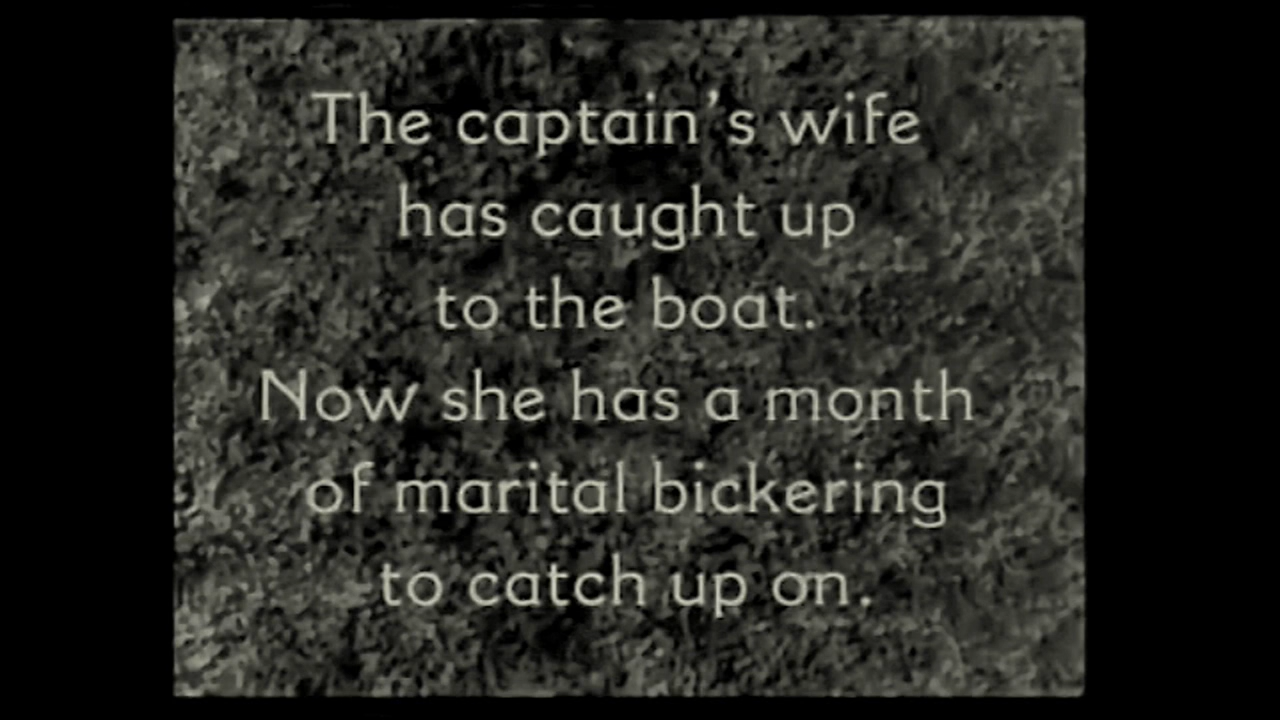 The captain's wife
has caught up
to the boat.
Now she has a month
of marital bickering
to catch up on.